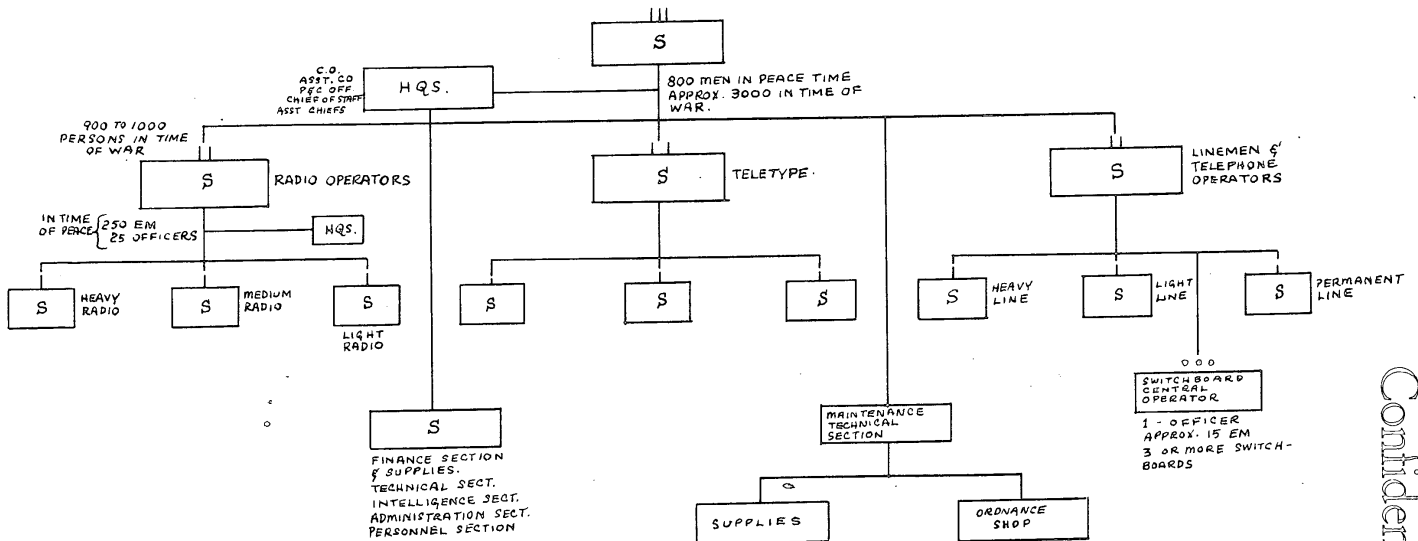 S
C.O.
ASST. CO
P&C OFF.
CHIEF OF STAFF
ASST CHIEFS
HQS.
800 MEN IN PEACE TIME
APPROX. 3000 IN TIME OF
WAR.
900 TO 1000
PERSONS IN TIME
OF WAR
S
RADIO OPERATORS
S
TELETYPE.
S
LINEMEN &
TELEPHONE
OPERATORS
IN TIME
OF PEACE
250 EM
25 OFFICERS
HQS.
S
HEAVY
RADIO
S
MEDIUM
RADIO
S
LIGHT
RADIO
S
S
S
S
HEAVY
LINE
S
LIGHT
LINE
S
PERMANENT
LINE
SWITCHBOARD
CENTRAL
OPERATOR
1 - OFFICER
APPROX. 15 EM
3 OR MORE SWITCH-
BOARDS
S
FINANCE SECTION
& SUPPLIES.
TECHNICAL SECT.
INTELLIGENCE SECT.
ADMINISTRATION SECT.
PERSONNEL SECTION
MAINTENANCE
TECHNICAL
SECTION
SUPPLIES
ORDNANCE
SHOP